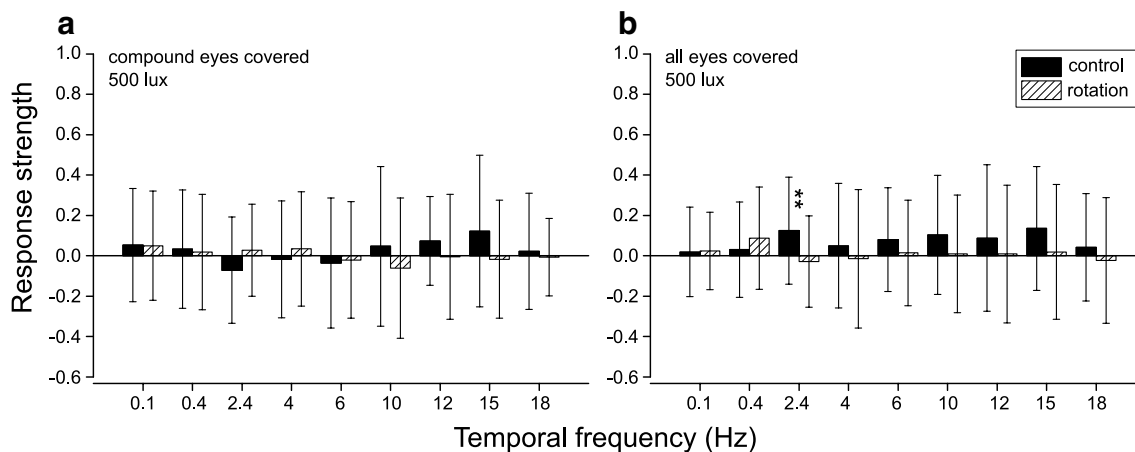 a
b
compound eyes covered
500 lux
all eyes covered
500 lux
control
rotation
Response strength
1.0
0.8
0.6
0.4
0.2
0.0
-0.2
-0.4
-0.6
1.0
0.8
0.6
0.4
0.2
0.0
-0.2
-0.4
-0.6
**
0.1 0.4 2.4 4 6 10 12 15 18
0.1 0.4 2.4 4 6 10 12 15 18
Temporal frequency (Hz)